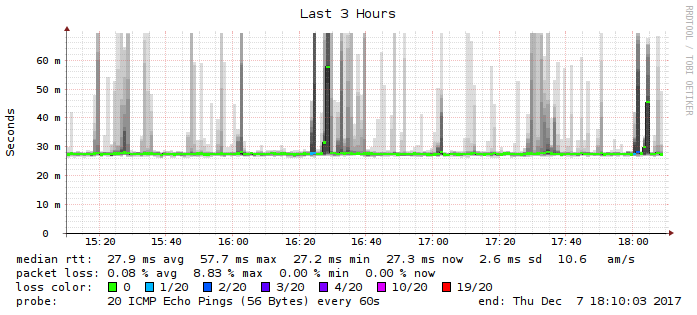 Last 3 Hours
RRDTOOL / TOBI OETIKER
Seconds
60 m
50 m
40 m
30 m
20 m
10 m
0
15:20 15:40 16:00 16:20 16:40 17:00 17:20 17:40 18:00
median rtt: 27.9 ms avg 57.7 ms max 27.2 ms min 27.3 ms now 2.6 ms sd 10.6 am/s
packet loss: 0.08 % avg 8.83 % max 0.00 % min 0.00 % now
loss color: 0 1/20 2/20 3/20 4/20 10/20 19/20
probe: 20 ICMP Echo Pings (56 Bytes) every 60s end: Thu Dec 7 18:10:03 2017